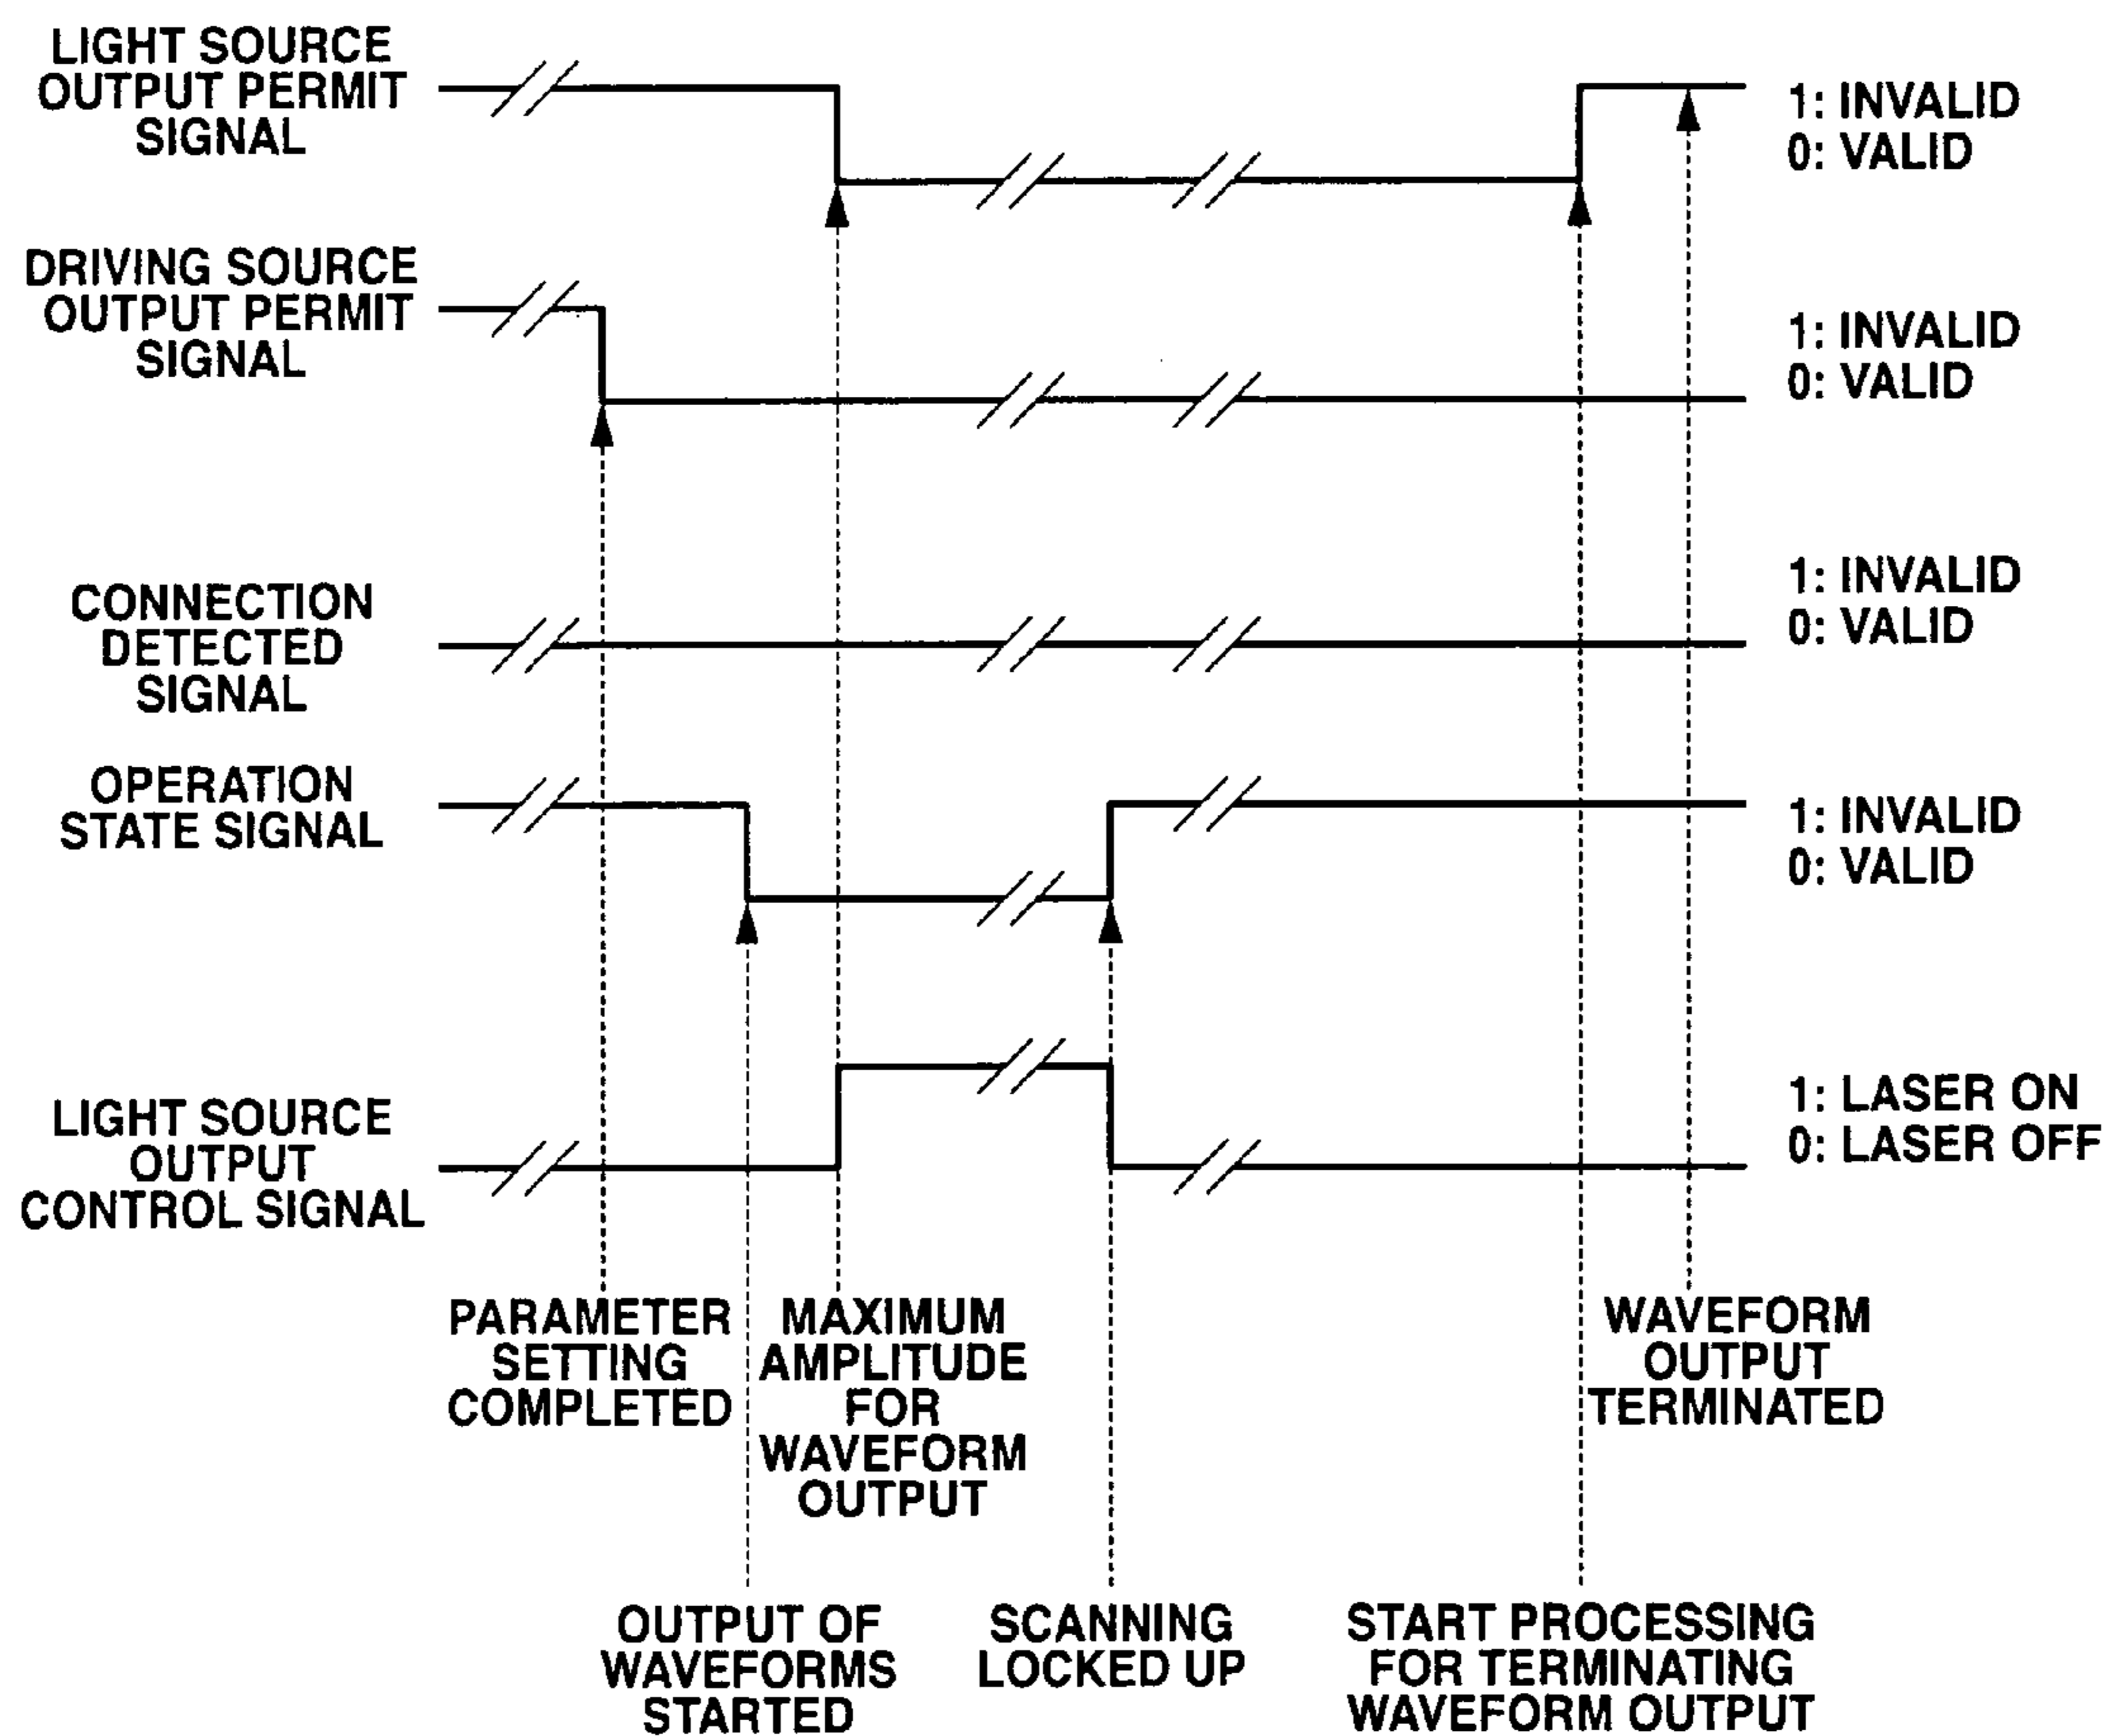 LIGHT SOURCE
OUTPUT PERMIT
SIGNAL
1: INVALID
0: VALID
DRIVING SOURCE
OUTPUT PERMIT
SIGNAL
1: INVALID
0: VALID
CONNECTION
DETECTED
SIGNAL
1: INVALID
0: VALID
OPERATION
STATE SIGNAL
1: INVALID
0: VALID
LIGHT SOURCE
OUTPUT
CONTROL SIGNAL
1: LASER ON
0: LASER OFF
PARAMETER
SETTING
COMPLETED
MAXIMUM
AMPLITUDE
FOR
WAVEFORM
OUTPUT
WAVEFORM
OUTPUT
TERMINATED
OUTPUT OF
WAVEFORMS
STARTED
SCANNING
LOCKED UP
START PROCESSING
FOR TERMINATING
WAVEFORM OUTPUT